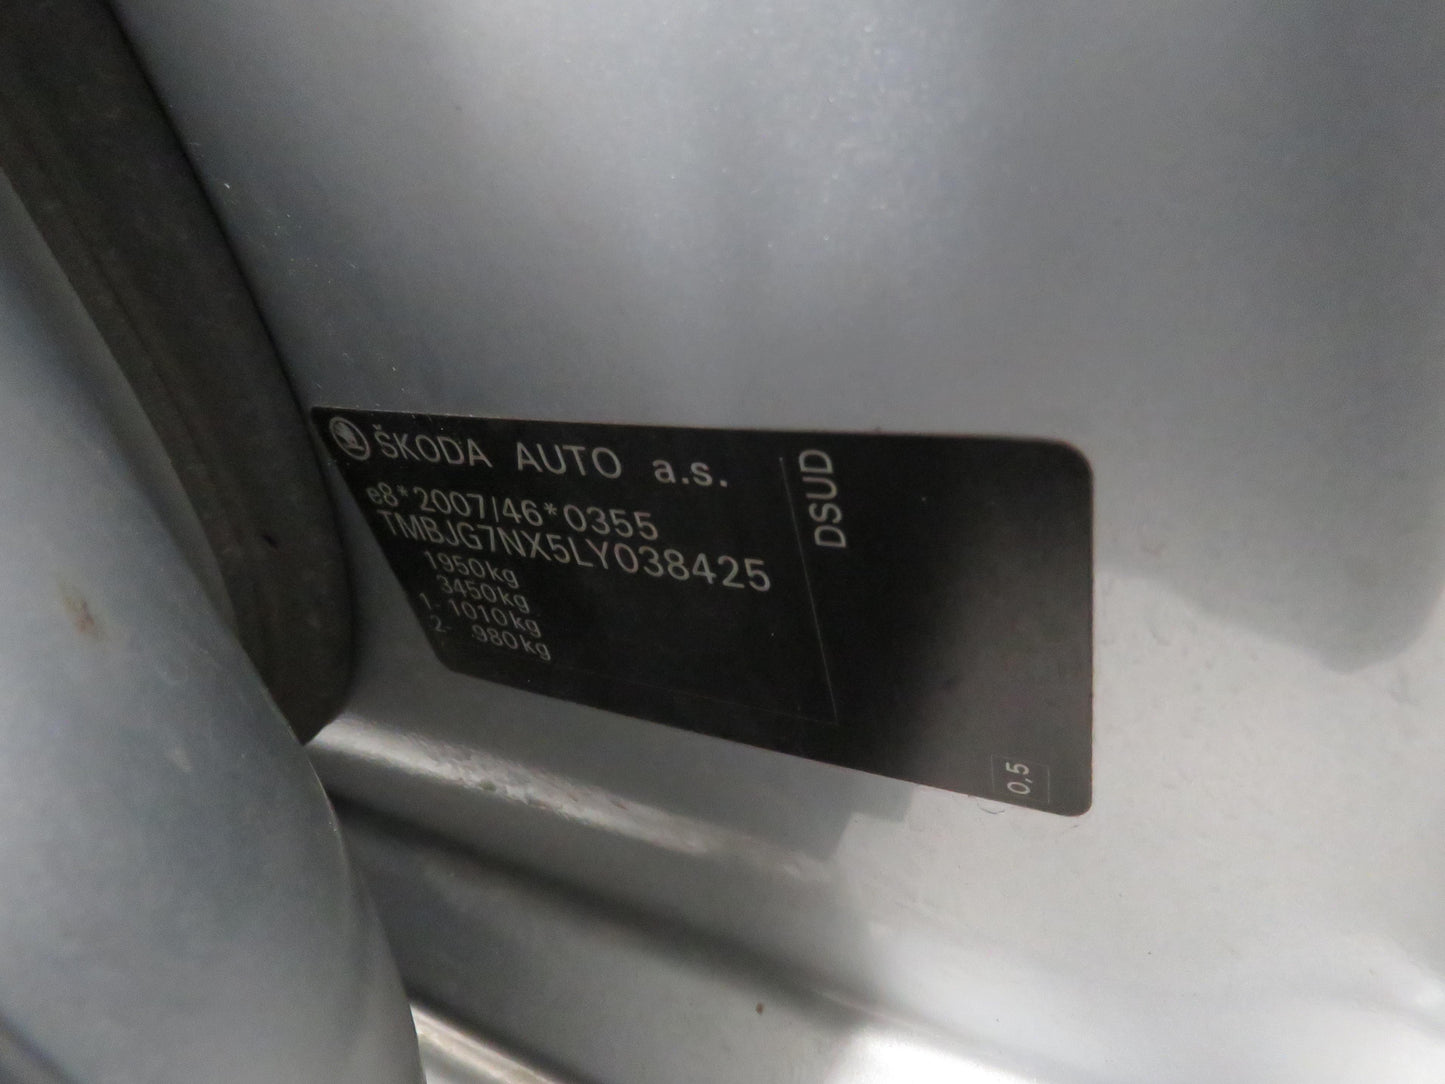 ŠKODA AUTO a.s.
e8*2007/46*0355
TMBJG7NX5LY038425
1950kg
3450kg
1- 1010kg
2- 980kg
DSUD
0,5